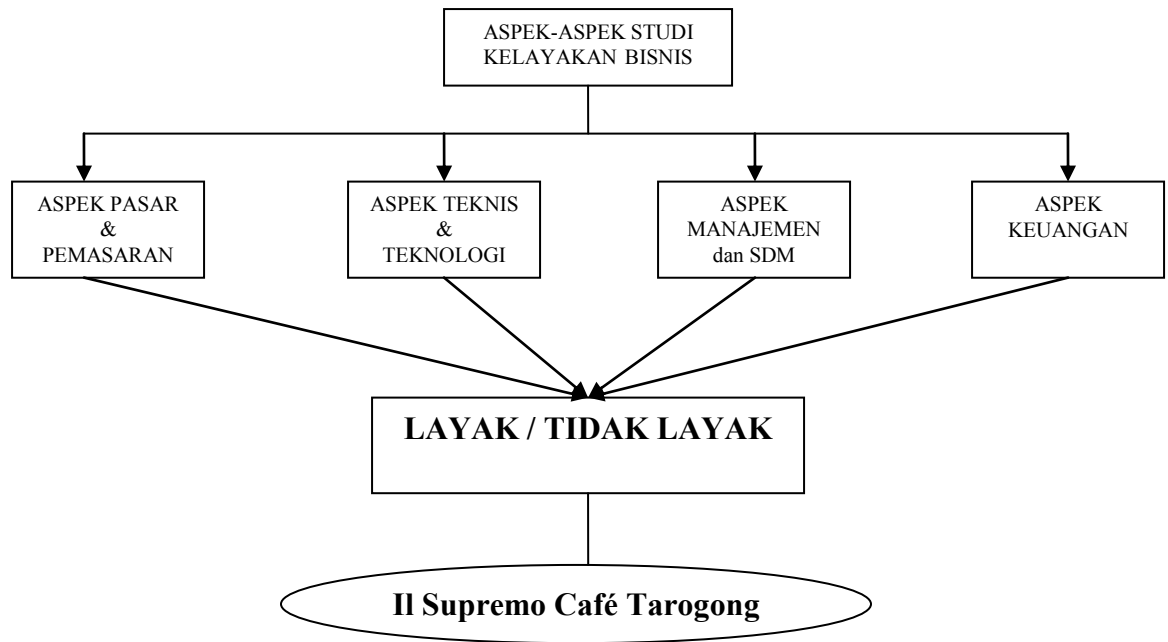 ASPEK-ASPEK STUDI
KELAYAKAN BISNIS
ASPEK PASAR
&
PEMASARAN
ASPEK TEKNIS
&
TEKNOLOGI
ASPEK
MANAJEMEN
dan SDM
ASPEK
KEUANGAN
LAYAK / TIDAK LAYAK
Il Supremo Café Tarogong